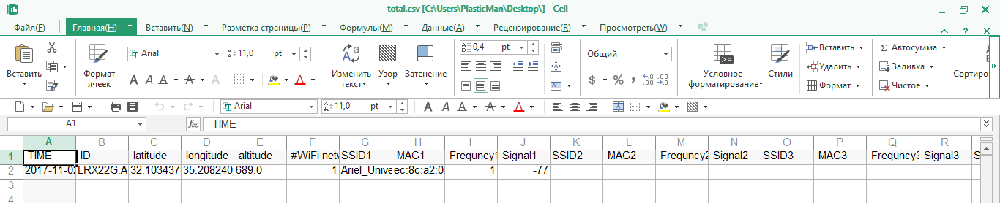 total.csv [C:\Users\PlasticMan\Desktop\] - Cell
Файл(F) Главная(H) Вставить(N) Разметка страницы(P) Формулы(M) Данные(A) Рецензирование(R) Просмотреть(W)
Вставить Формат ячеек Arial 11,0 pt Изменить текст Узор Затенение 0,4 pt Общий Условное форматирование Стили Вставить Удалить Формат Автосумма Заливка Чистое Сортиро
Arial 11,0 pt
A1 TIME
A B C D E F G H I J K L M N O P Q R
1 TIME ID latitude longitude altitude #WiFi netw SSID1 MAC1 Frequncy1 Signal1 SSID2 MAC2 Frequncy2 Signal2 SSID3 MAC3 Frequncy3 Signal3 S
2 2017-11-02 LRX22G.A 32.103437 35.208240 689.0 1 Ariel_Unive ec:8c:a2:0 1 -77
3
4